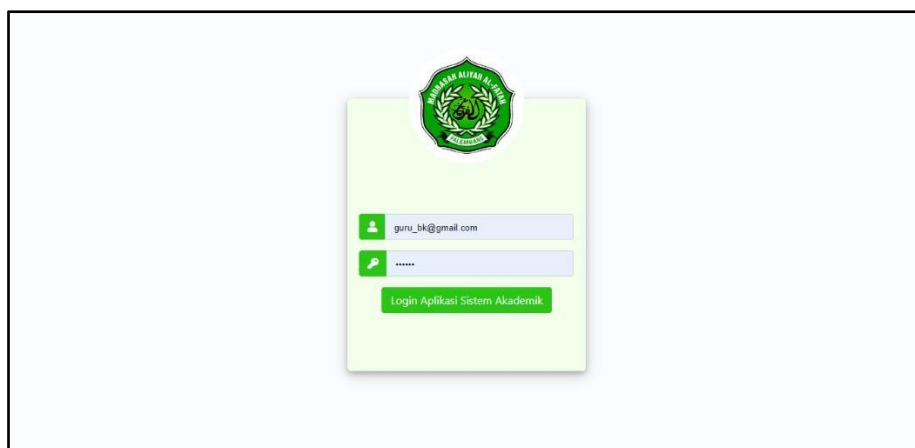 MADRASAH ALIYAH AL-FATAH
PALEMBANG
guru_bk@gmail.com
••••••
Login Aplikasi Sistem Akademik